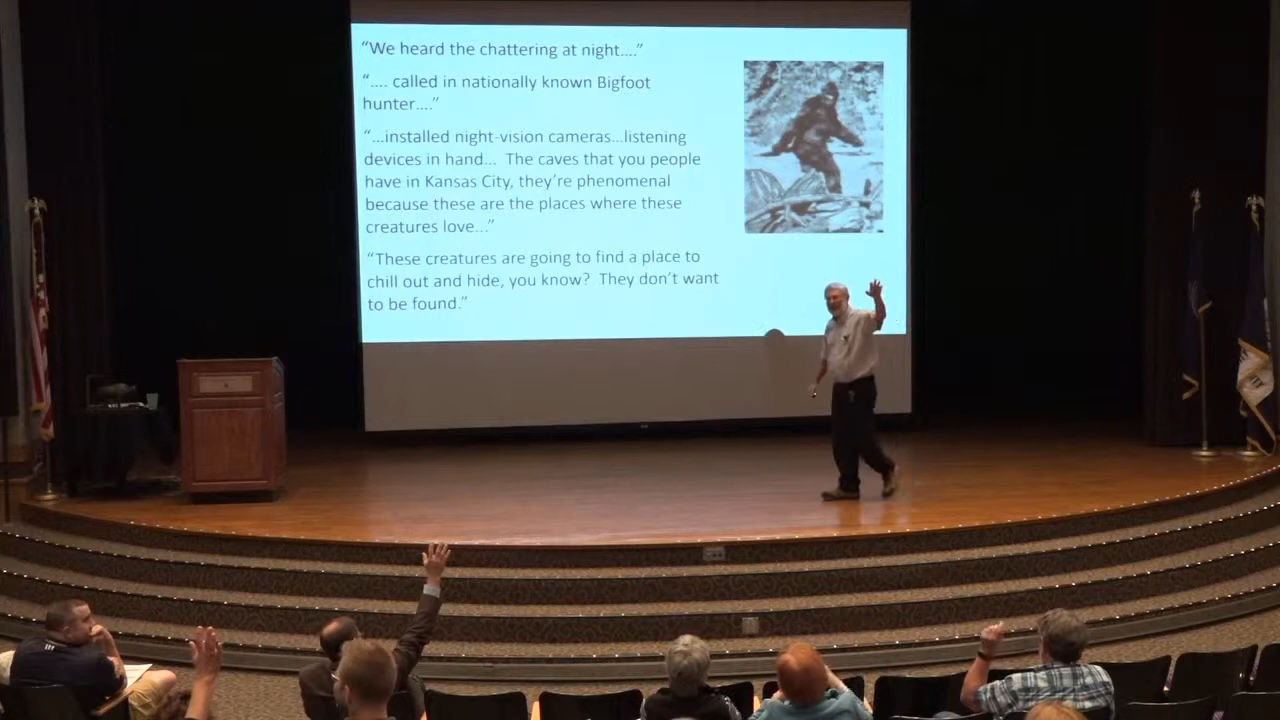 “We heard the chattering at night....”
“.... called in nationally known Bigfoot
hunter....”
“...installed night-vision cameras...listening
devices in hand...  The caves that you people
have in Kansas City, they’re phenomenal
because these are the places where these
creatures love...”
“These creatures are going to find a place to
chill out and hide, you know?  They don’t want
to be found.”